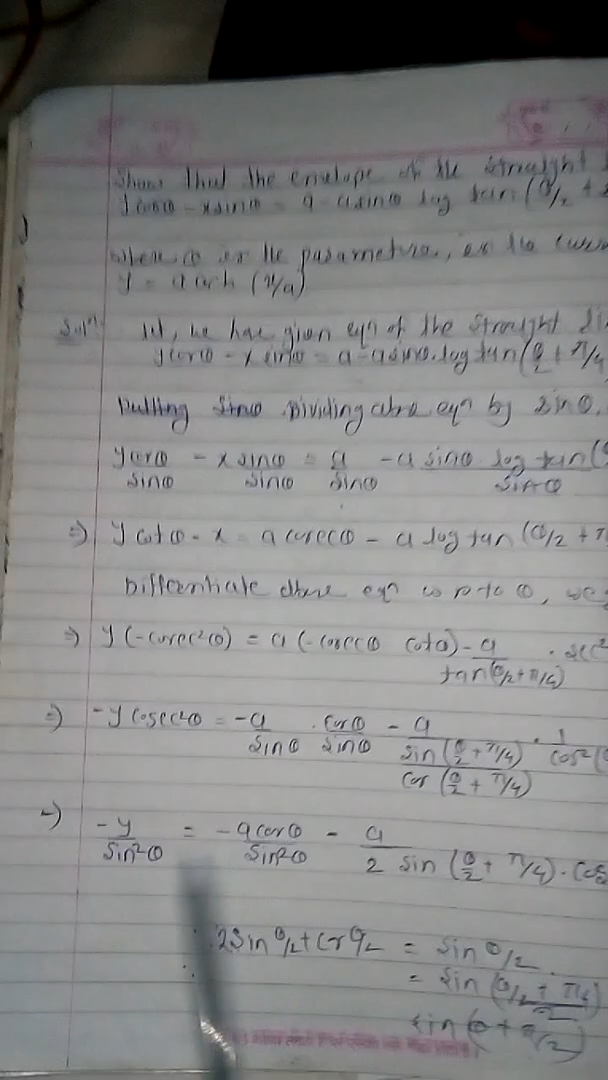 Show that the envelope of the straight
y cosθ - x sinθ = a - a sinθ log tan (θ/2 +
where θ is the parameter, is the curve
y = a cosh (x/a)
Solⁿ Let, we have given eqⁿ of the straight li
y cosθ - x sinθ = a - a sinθ. log tan (θ/2 + π/4
Dividing above eqⁿ by sinθ,
y cosθ/sinθ - x sinθ/sinθ = a/sinθ - a sinθ log tan (θ/sinθ
⇒) y cotθ - x = a cosecθ - a log tan (θ/2 + π
Differentiate above eqⁿ w r to θ, we
⇒) y (-cosec²θ) = a (-cosecθ cotθ) - a/tan(θ/2 + π/4) . sec²
⇒) -y cosec²θ = -a/sinθ . cosθ/sinθ - a/(sin (θ/2 + π/4)/cos (θ/2 + π/4)) . 1/cos² (
⇒) -y/sin²θ = -a cosθ/sin²θ - a/2 sin (θ/2 + π/4) . cos
2 sin θ/2 + cos θ/2 = sin θ/2
∴ = sin (θ/2 + π/4)/2
sin (θ + π/2)